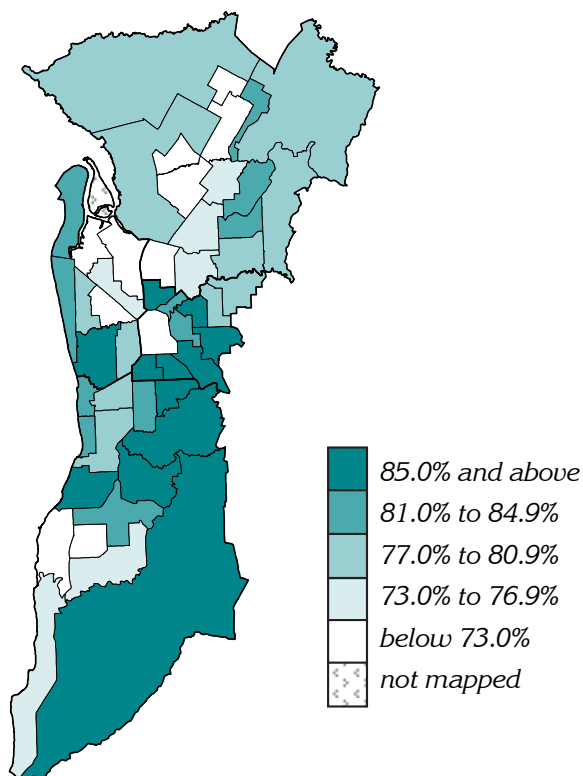 85.0% and above
81.0% to 84.9%
77.0% to 80.9%
73.0% to 76.9%
below 73.0%
not mapped